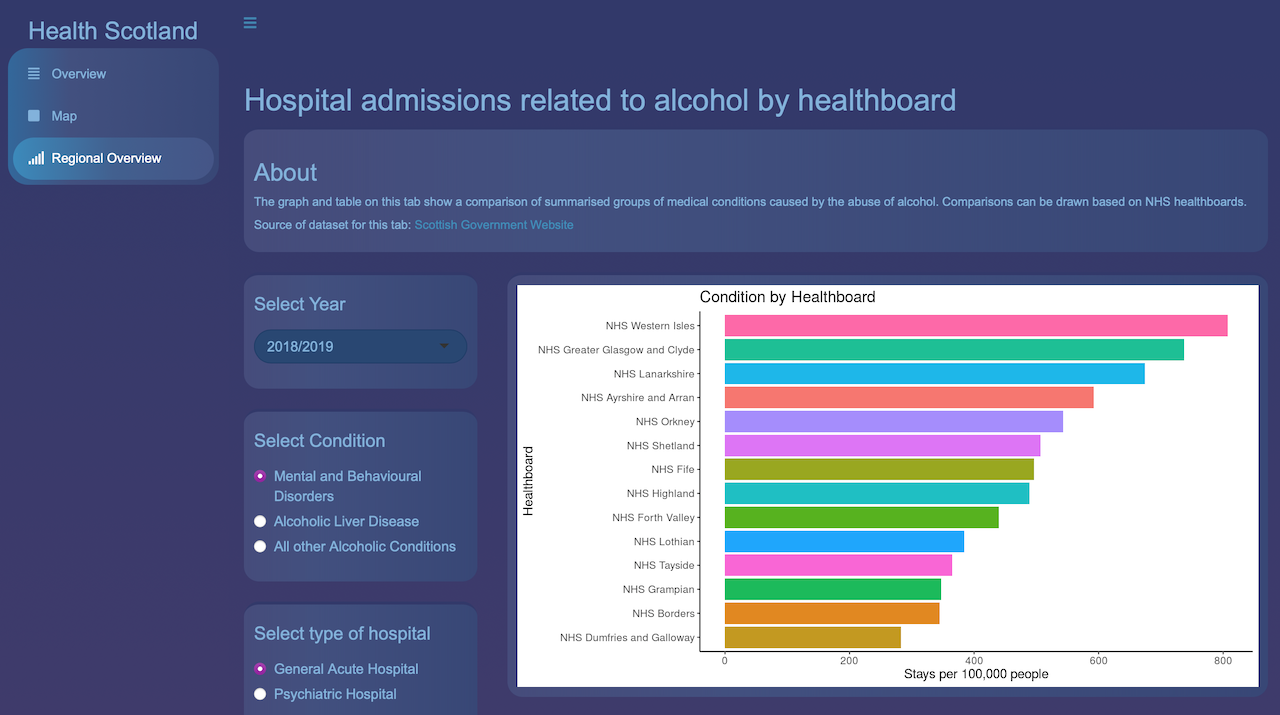 Health Scotland
Overview
Map
Regional Overview
Hospital admissions related to alcohol by healthboard
About
The graph and table on this tab show a comparison of summarised groups of medical conditions caused by the abuse of alcohol. Comparisons can be drawn based on NHS healthboards.
Source of dataset for this tab: Scottish Government Website
Select Year
2018/2019
Select Condition
Mental and Behavioural
Disorders
Alcoholic Liver Disease
All other Alcoholic Conditions
Select type of hospital
General Acute Hospital
Psychiatric Hospital
Condition by Healthboard
Healthboard
NHS Western Isles
NHS Greater Glasgow and Clyde
NHS Lanarkshire
NHS Ayrshire and Arran
NHS Orkney
NHS Shetland
NHS Fife
NHS Highland
NHS Forth Valley
NHS Lothian
NHS Tayside
NHS Grampian
NHS Borders
NHS Dumfries and Galloway
0 200 400 600 800
Stays per 100,000 people